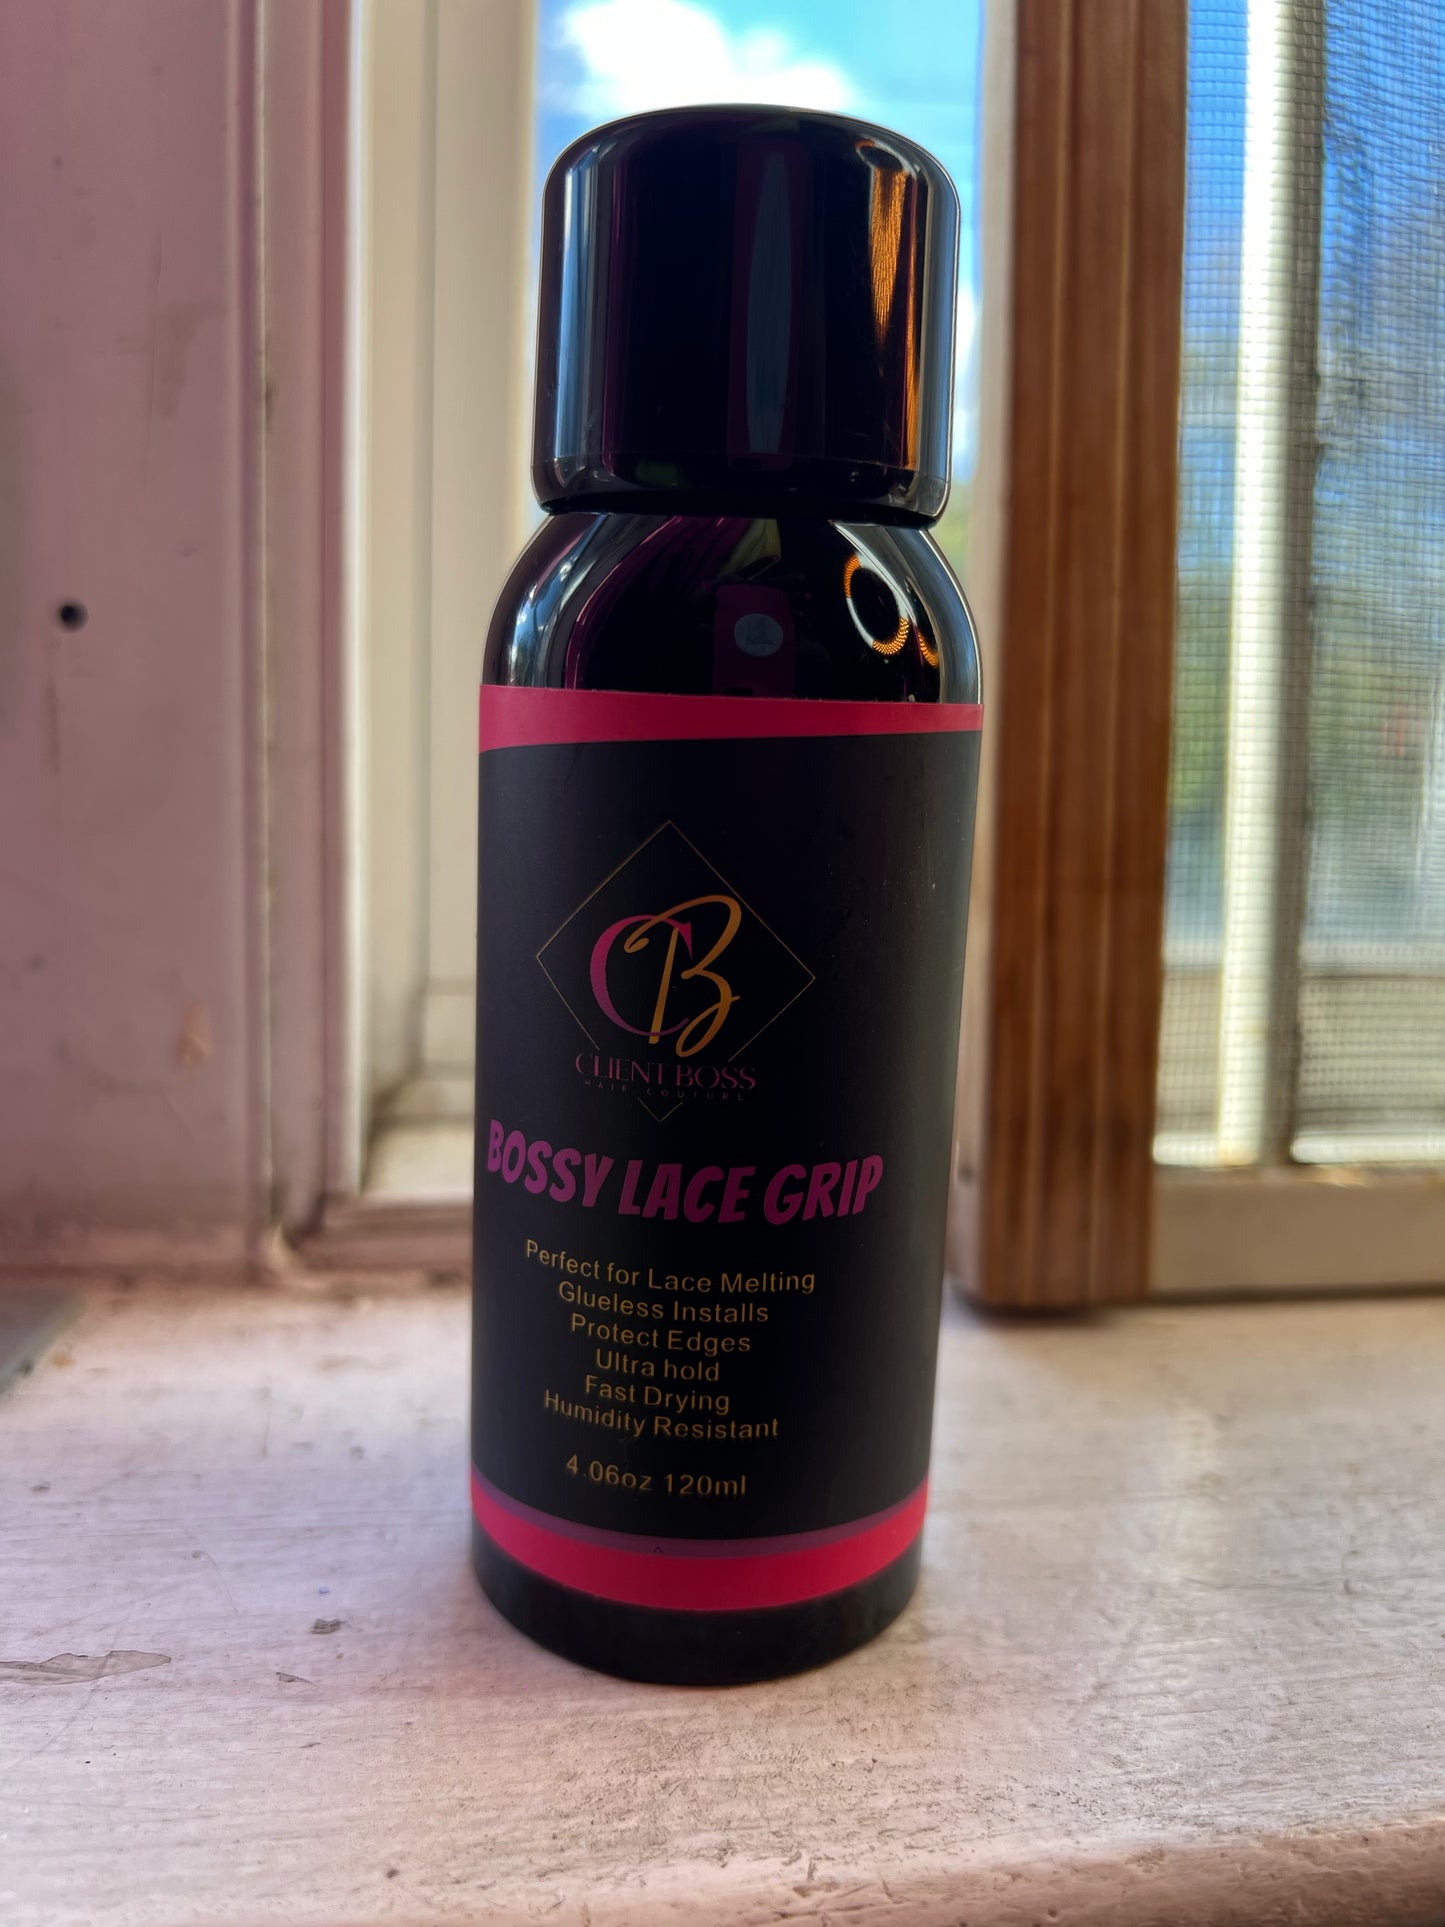 CB
CLIENT BOSS
HAIR COUTURE
BOSSY LACE GRIP
Perfect for Lace Melting
Glueless Installs
Protect Edges
Ultra hold
Fast Drying
Humidity Resistant
4.06oz 120ml